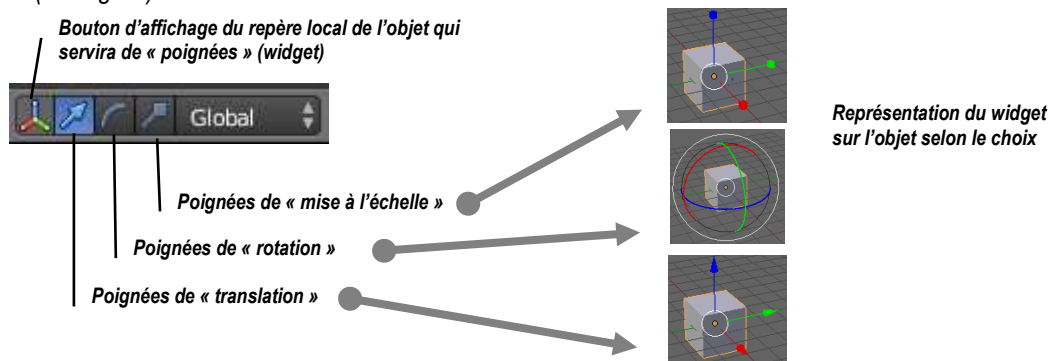 Bouton d'affichage du repère local de l'objet qui
servira de « poignées » (widget)
Global
Représentation du widget
sur l'objet selon le choix
Poignées de « mise à l'échelle »
Poignées de « rotation »
Poignées de « translation »